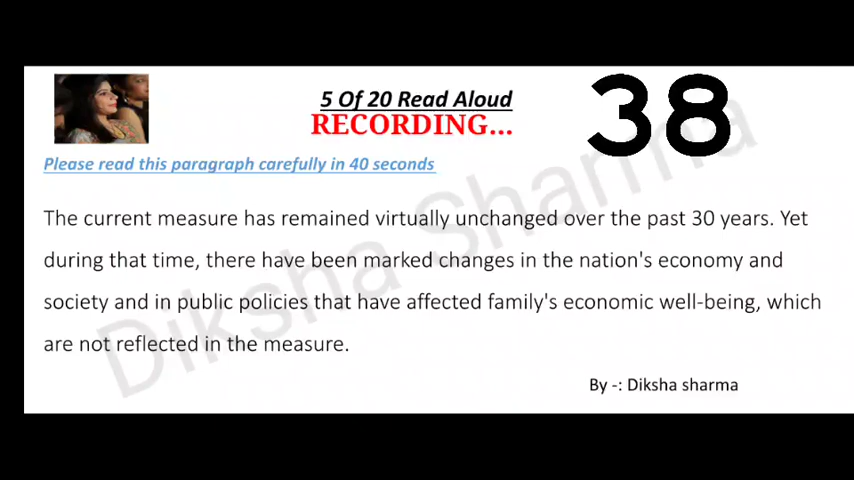 5 Of 20 Read Aloud
RECORDING...
38
Please read this paragraph carefully in 40 seconds
The current measure has remained virtually unchanged over the past 30 years. Yet
during that time, there have been marked changes in the nation's economy and
society and in public policies that have affected family's economic well-being, which
are not reflected in the measure.
Diksha Sharma
By -: Diksha sharma